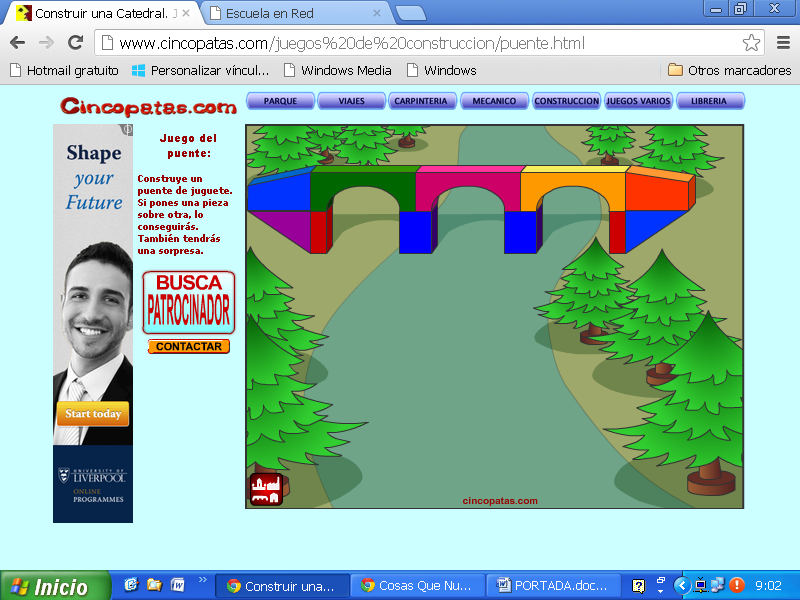 Construir una Catedral. J
Escuela en Red
www.cincopatas.com/juegos%20de%20construccion/puente.html
Hotmail gratuito
Personalizar víncul...
Windows Media
Windows
Otros marcadores
Cincopatas.com
PARQUE
VIAJES
CARPINTERIA
MECANICO
CONSTRUCCION
JUEGOS VARIOS
LIBRERIA
Shape
your
Future
Start today
UNIVERSITY OF
LIVERPOOL
ONLINE
PROGRAMMES
Juego del
puente:
Construye un
puente de juguete.
Si pones una pieza
sobre otra, lo
conseguirás.
También tendrás
una sorpresa.
BUSCA
PATROCINADOR
CONTACTAR
cincopatas.com
Inicio
Construir una...
Cosas Que Nu...
PORTADA.doc...
9:02